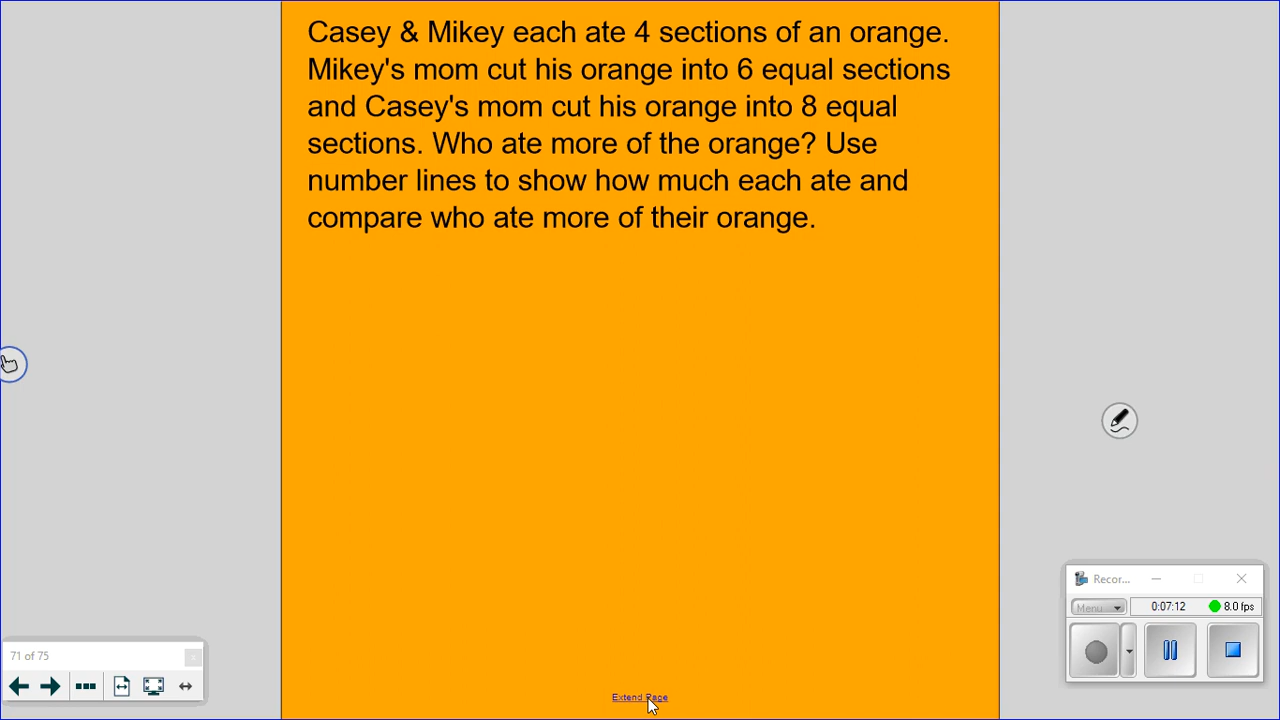 Casey & Mikey each ate 4 sections of an orange.
Mikey's mom cut his orange into 6 equal sections
and Casey's mom cut his orange into 8 equal
sections. Who ate more of the orange? Use
number lines to show how much each ate and
compare who ate more of their orange.
Recor...
Menu
0:07:12
8.0 fps
71 of 75
Extend Page